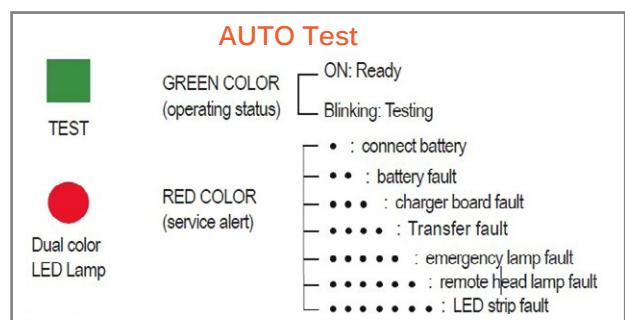 AUTO Test
TEST
GREEN COLOR
(operating status)
ON: Ready
Blinking: Testing
Dual color
LED Lamp
RED COLOR
(service alert)
• : connect battery
• • : battery fault
• • • : charger board fault
• • • • : Transfer fault
• • • • • : emergency lamp fault
• • • • • • : remote head lamp fault
• • • • • • • : LED strip fault